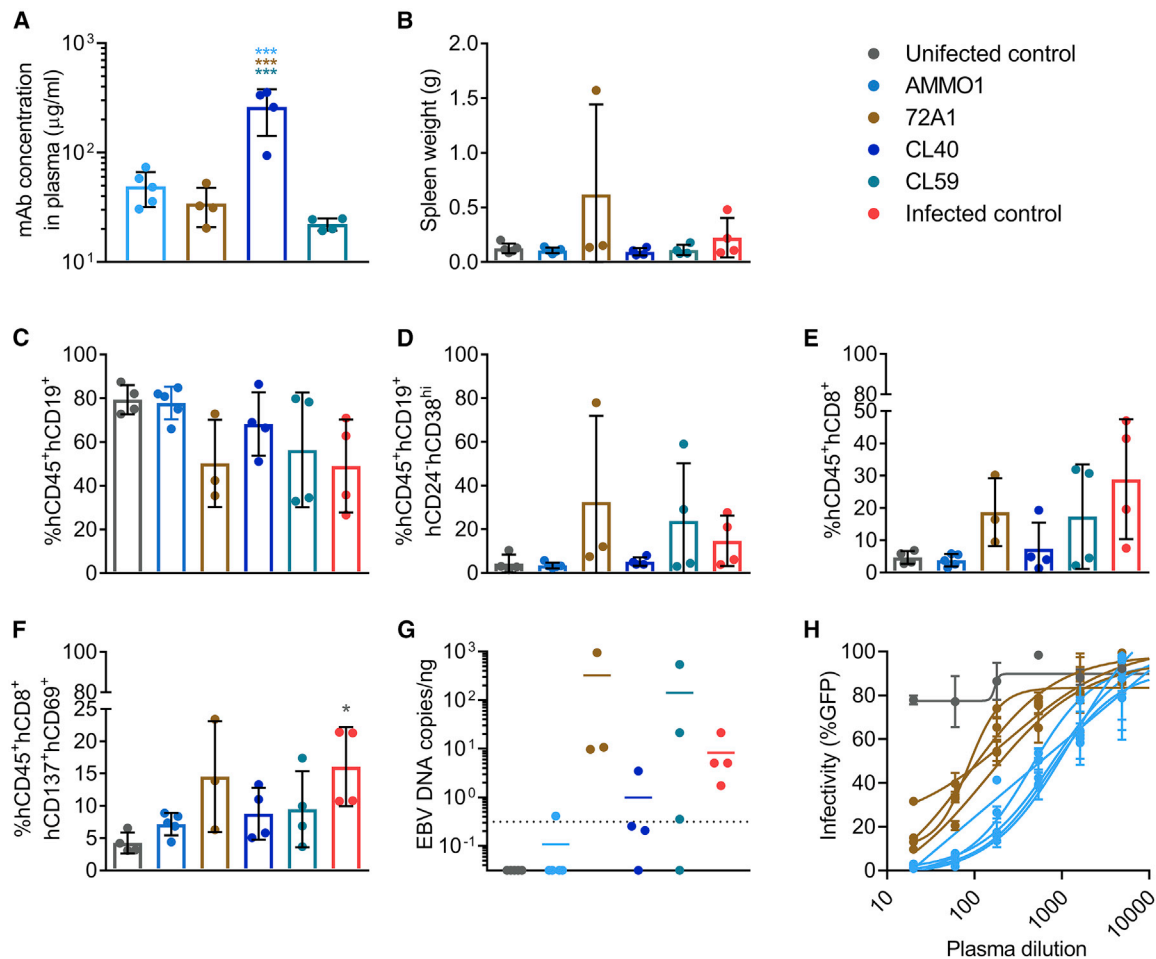 A
mAb concentration
in plasma (µg/ml)
10³
10²
10¹
***
***
***
B
Spleen weight (g)
2.0
1.5
1.0
0.5
0.0
Unifected control
AMMO1
72A1
CL40
CL59
Infected control
C
%hCD45⁺hCD19⁺
100
80
60
40
20
0
D
%hCD45⁺hCD19⁺
hCD24⁻hCD38ʰⁱ
100
80
60
40
20
0
E
%hCD45⁺hCD8⁺
100
80
50
40
30
20
10
0
F
%hCD45⁺hCD8⁺
hCD137⁺hCD69⁺
100
80
25
20
15
10
5
0
*
G
EBV DNA copies/ng
10³
10²
10¹
10⁰
10⁻¹
H
Infectivity (%GFP)
100
80
60
40
20
0
10
100
1000
10000
Plasma dilution